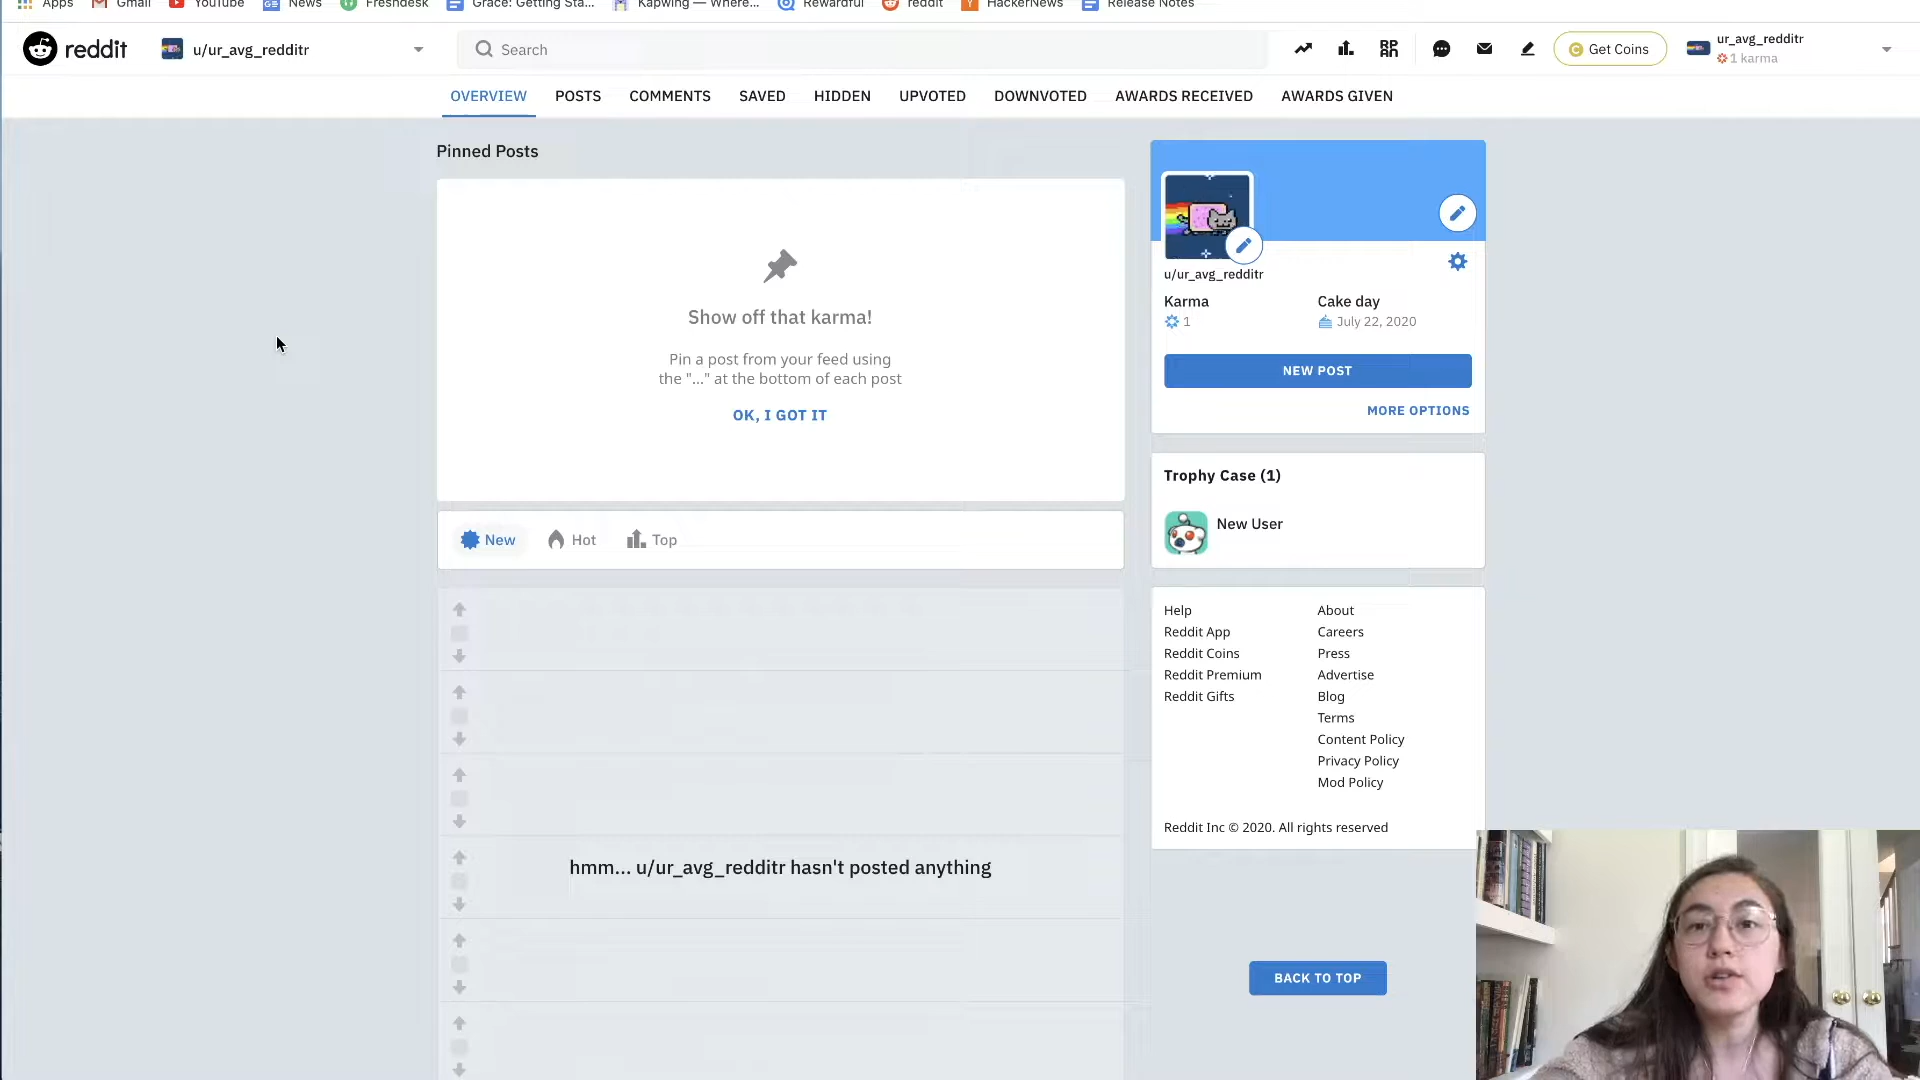 Apps Gmail YouTube News Freshdesk Grace: Getting Sta... Kapwing — Where... Rewardful reddit HackerNews Release Notes
reddit u/ur_avg_redditr Search Get Coins ur_avg_redditr
1 karma
OVERVIEW POSTS COMMENTS SAVED HIDDEN UPVOTED DOWNVOTED AWARDS RECEIVED AWARDS GIVEN
Pinned Posts
Show off that karma!
Pin a post from your feed using
the "..." at the bottom of each post
OK, I GOT IT
New Hot Top
hmm... u/ur_avg_redditr hasn't posted anything
u/ur_avg_redditr
Karma Cake day
1 July 22, 2020
NEW POST
MORE OPTIONS
Trophy Case (1)
New User
Help About
Reddit App Careers
Reddit Coins Press
Reddit Premium Advertise
Reddit Gifts Blog
Terms
Content Policy
Privacy Policy
Mod Policy
Reddit Inc © 2020. All rights reserved
BACK TO TOP